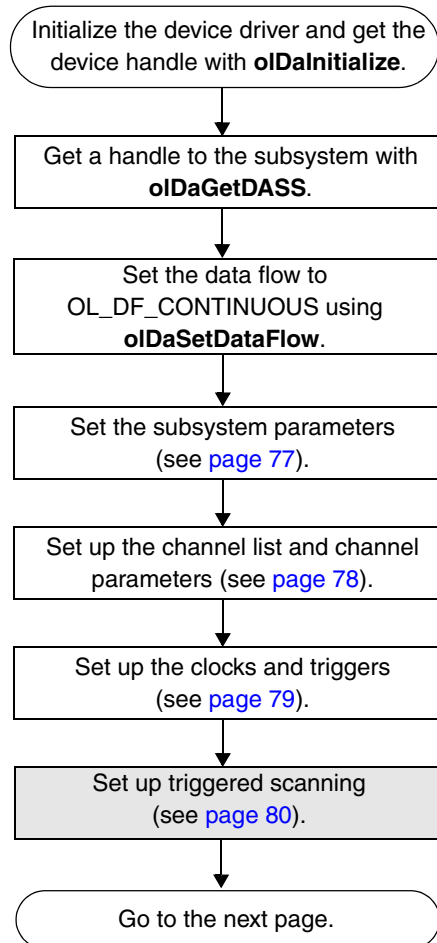 Initialize the device driver and get the
device handle with olDaInitialize.
Get a handle to the subsystem with
olDaGetDASS.
Set the data flow to
OL_DF_CONTINUOUS using
olDaSetDataFlow.
Set the subsystem parameters
(see page 77).
Set up the channel list and channel
parameters (see page 78).
Set up the clocks and triggers
(see page 79).
Set up triggered scanning
(see page 80).
Go to the next page.